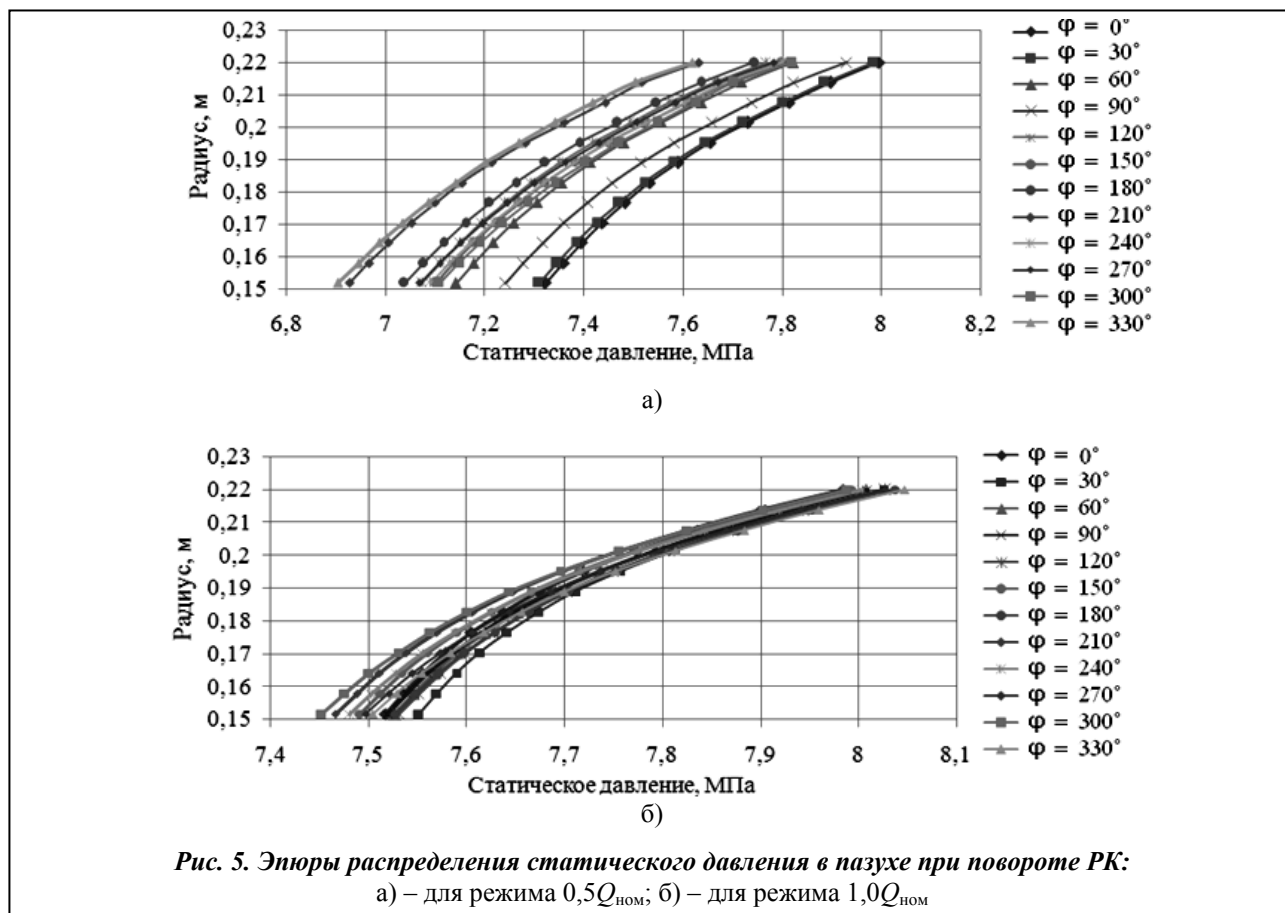 0,23
0,22
0,21
0,2
0,19
0,18
0,17
0,16
0,15
Радиус, м
6,8 7 7,2 7,4 7,6 7,8 8 8,2
Статическое давление, МПа
φ = 0°
φ = 30°
φ = 60°
φ = 90°
φ = 120°
φ = 150°
φ = 180°
φ = 210°
φ = 240°
φ = 270°
φ = 300°
φ = 330°
а)
0,23
0,22
0,21
0,2
0,19
0,18
0,17
0,16
0,15
Радиус, м
7,4 7,5 7,6 7,7 7,8 7,9 8 8,1
Статическое давление, МПа
φ = 0°
φ = 30°
φ = 60°
φ = 90°
φ = 120°
φ = 150°
φ = 180°
φ = 210°
φ = 240°
φ = 270°
φ = 300°
φ = 330°
б)
Рис. 5. Эпюры распределения статического давления в пазухе при повороте РК:
а) – для режима 0,5Qном; б) – для режима 1,0Qном